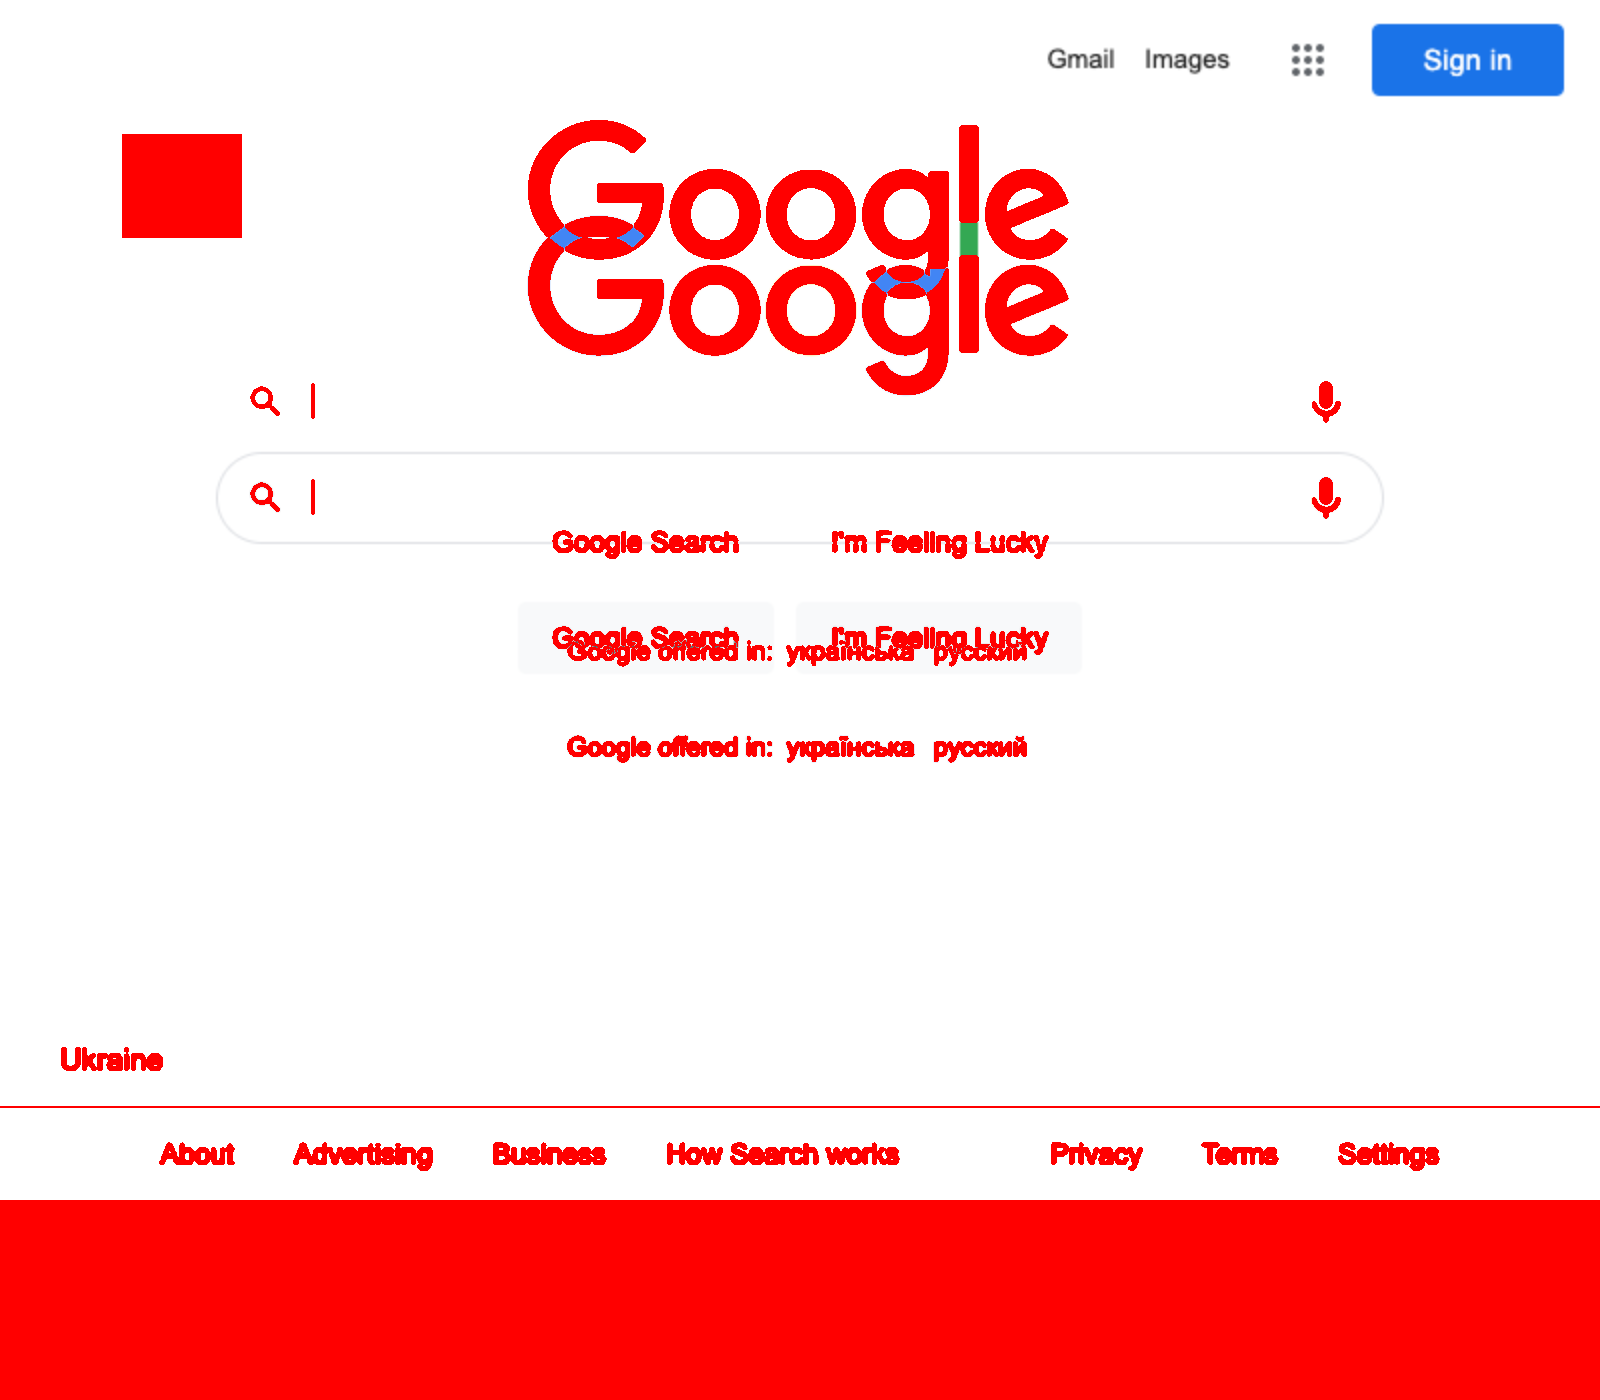 Gmail Images Sign in
Google
Google
Google Search I'm Feeling Lucky
Google Search I'm Feeling Lucky
Google offered in: українська русский
Google offered in: українська русский
Ukraine
About Advertising Business How Search works Privacy Terms Settings